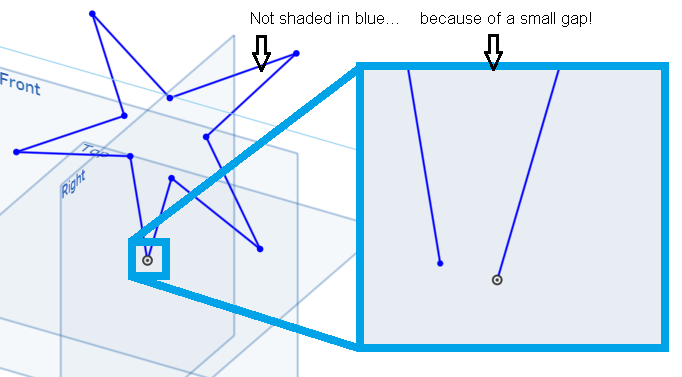 Not shaded in blue... because of a small gap!
Front
Top
Right